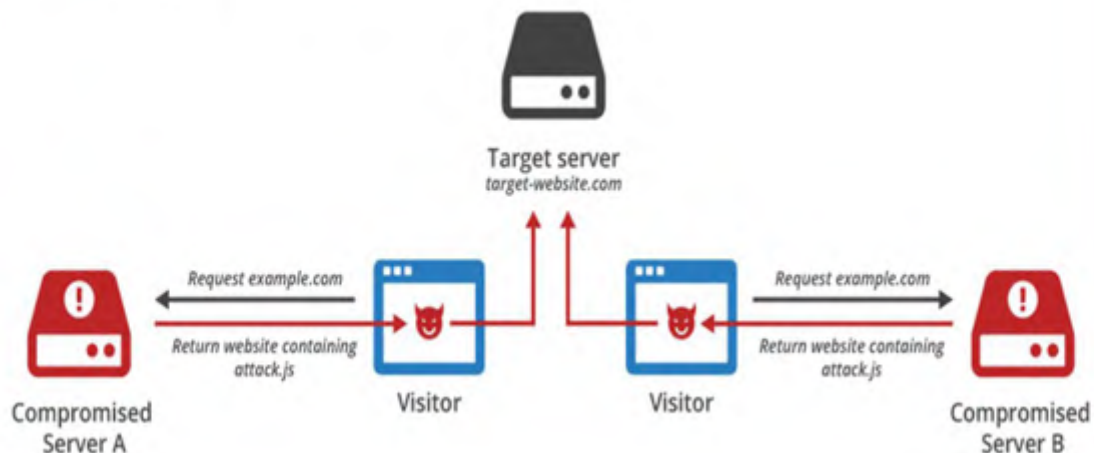 Target server
target-website.com
Request example.com
Return website containing
attack.js
Compromised
Server A
Visitor
Visitor
Request example.com
Return website containing
attack.js
Compromised
Server B